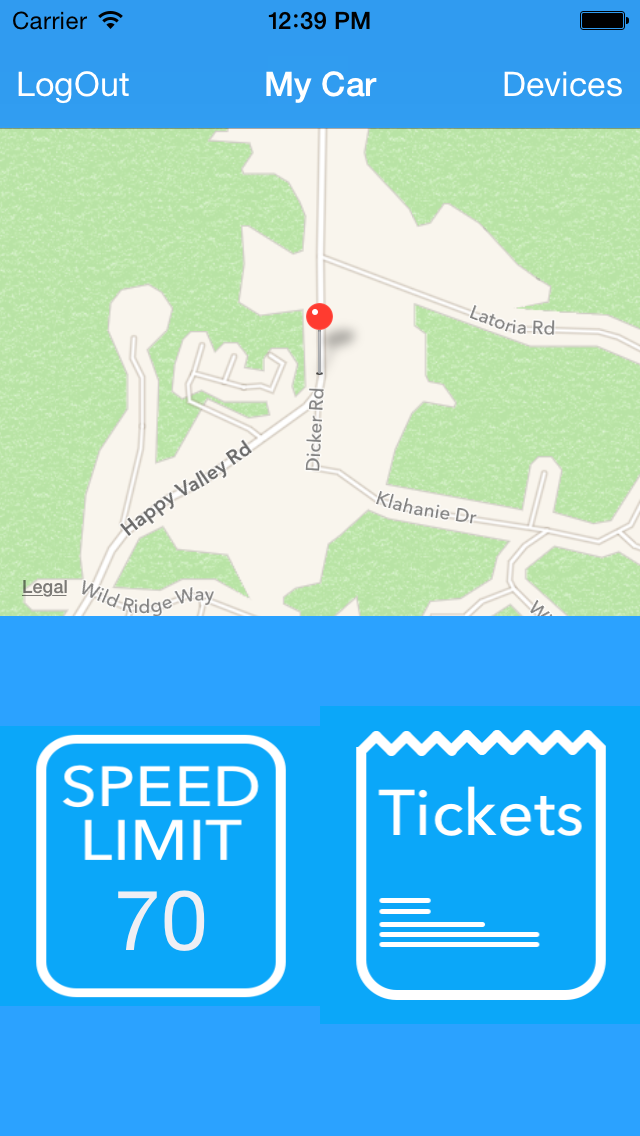 Carrier 12:39 PM
LogOut My Car Devices
Latoria Rd
Dicker Rd
Happy Valley Rd
Klahanie Dr
Legal
Wild Ridge Way
SPEED
LIMIT
70
Tickets